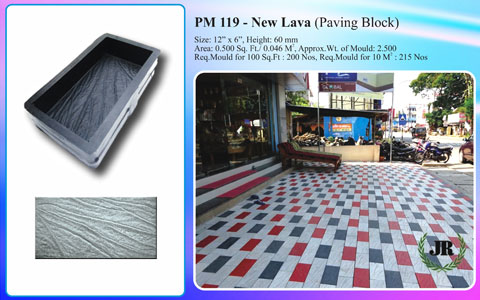 PM 119 - New Lava (Paving Block)
Size: 12" x 6", Height: 60 mm
Area: 0.500 Sq. Ft./ 0.046 M², Approx.Wt. of Mould: 2.500
Req.Mould for 100 Sq.Ft : 200 Nos, Req.Mould for 10 M² : 215 Nos
JR